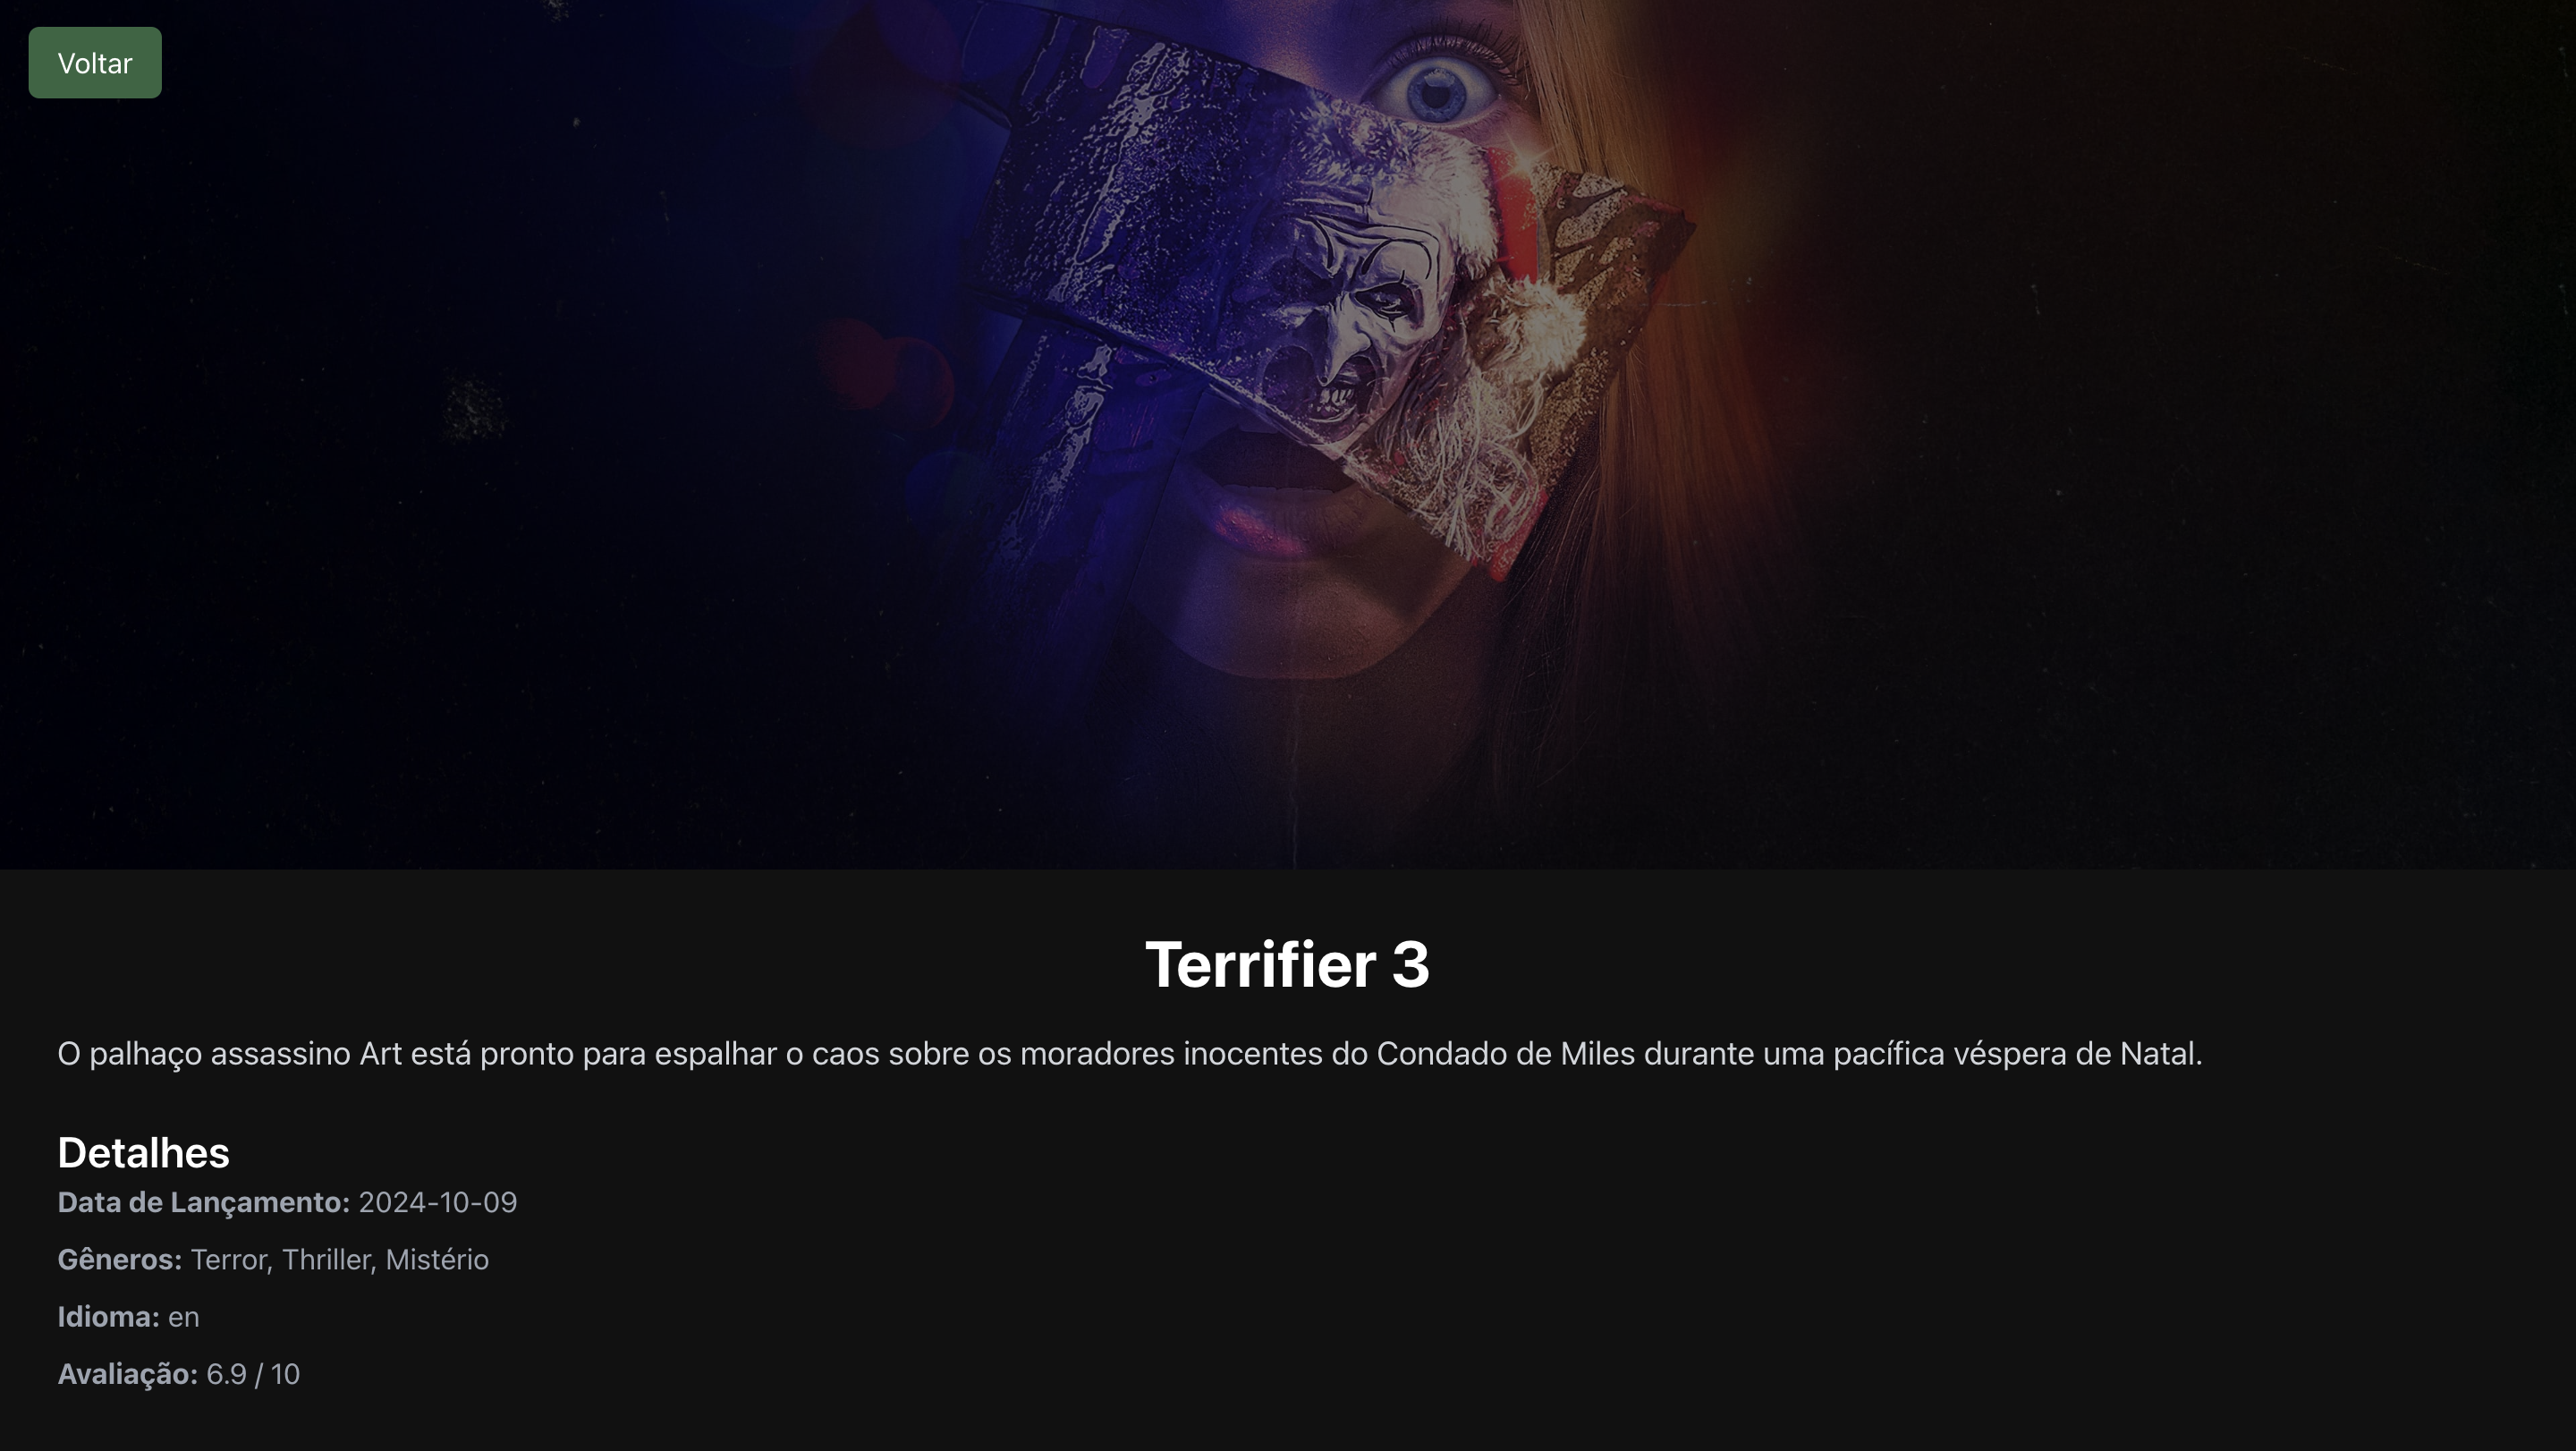 Voltar
Terrifier 3
O palhaço assassino Art está pronto para espalhar o caos sobre os moradores inocentes do Condado de Miles durante uma pacífica véspera de Natal.
Detalhes
Data de Lançamento: 2024-10-09
Gêneros: Terror, Thriller, Mistério
Idioma: en
Avaliação: 6.9 / 10